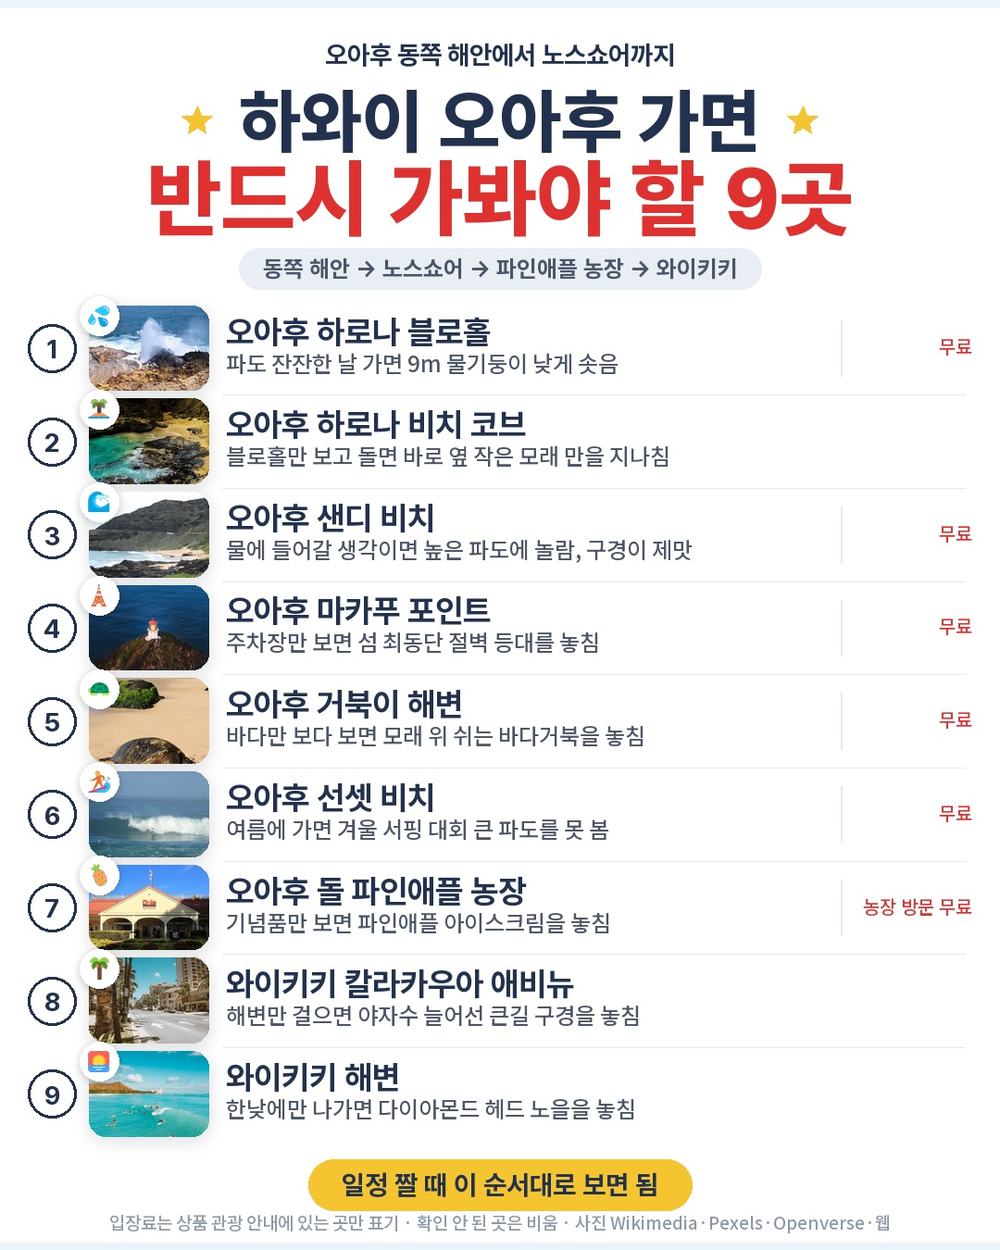 오아후 동쪽 해안에서 노스쇼어까지
하와이 오아후 가면
반드시 가봐야 할 9곳
동쪽 해안 → 노스쇼어 → 파인애플 농장 → 와이키키
1
오아후 하로나 블로홀
파도 잔잔한 날 가면 9m 물기둥이 낮게 솟음
무료
2
오아후 하로나 비치 코브
블로홀만 보고 돌면 바로 옆 작은 모래 만을 지나침
3
오아후 샌디 비치
물에 들어갈 생각이면 높은 파도에 놀람, 구경이 제맛
무료
4
오아후 마카푸 포인트
주차장만 보면 섬 최동단 절벽 등대를 놓침
무료
5
오아후 거북이 해변
바다만 보다 보면 모래 위 쉬는 바다거북을 놓침
무료
6
오아후 선셋 비치
여름에 가면 겨울 서핑 대회 큰 파도를 못 봄
무료
7
오아후 돌 파인애플 농장
기념품만 보면 파인애플 아이스크림을 놓침
농장 방문 무료
8
와이키키 칼라카우아 애비뉴
해변만 걸으면 야자수 늘어선 큰길 구경을 놓침
9
와이키키 해변
한낮에만 나가면 다이아몬드 헤드 노을을 놓침
일정 짤 때 이 순서대로 보면 됨
입장료는 상품 관광 안내에 있는 곳만 표기 · 확인 안 된 곳은 비움 · 사진 Wikimedia · Pexels · Openverse · 웹